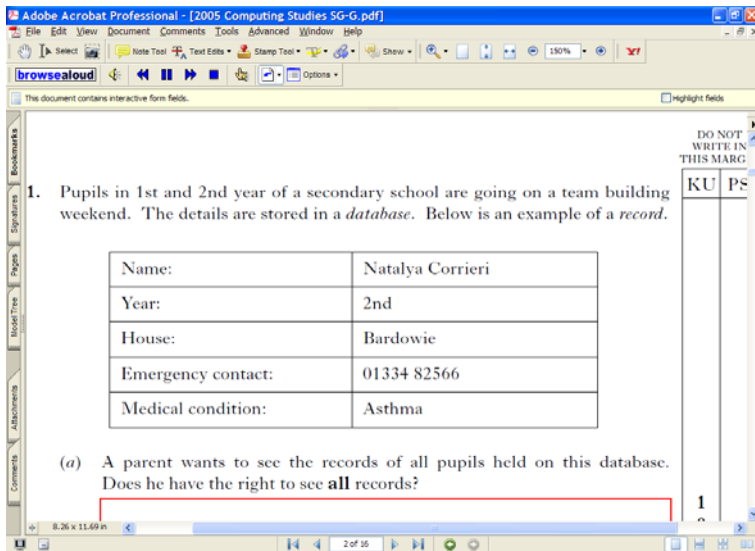 Adobe Acrobat Professional - [2005 Computing Studies SG-G.pdf]
File Edit View Document Comments Tools Advanced Window Help
Select Note Tool Text Edits Stamp Tool Show 150% Y!
browsealoud Options
This document contains interactive form fields. Highlight fields
Bookmarks
Signatures
Pages
Model Tree
Attachments
Comments
DO NOT
WRITE IN
THIS MARG
KU PS
1. Pupils in 1st and 2nd year of a secondary school are going on a team building
weekend. The details are stored in a database. Below is an example of a record.
Name: Natalya Corrieri
Year: 2nd
House: Bardowie
Emergency contact: 01334 82566
Medical condition: Asthma
(a) A parent wants to see the records of all pupils held on this database.
Does he have the right to see all records?
1
8.26 x 11.69 in
2 of 16